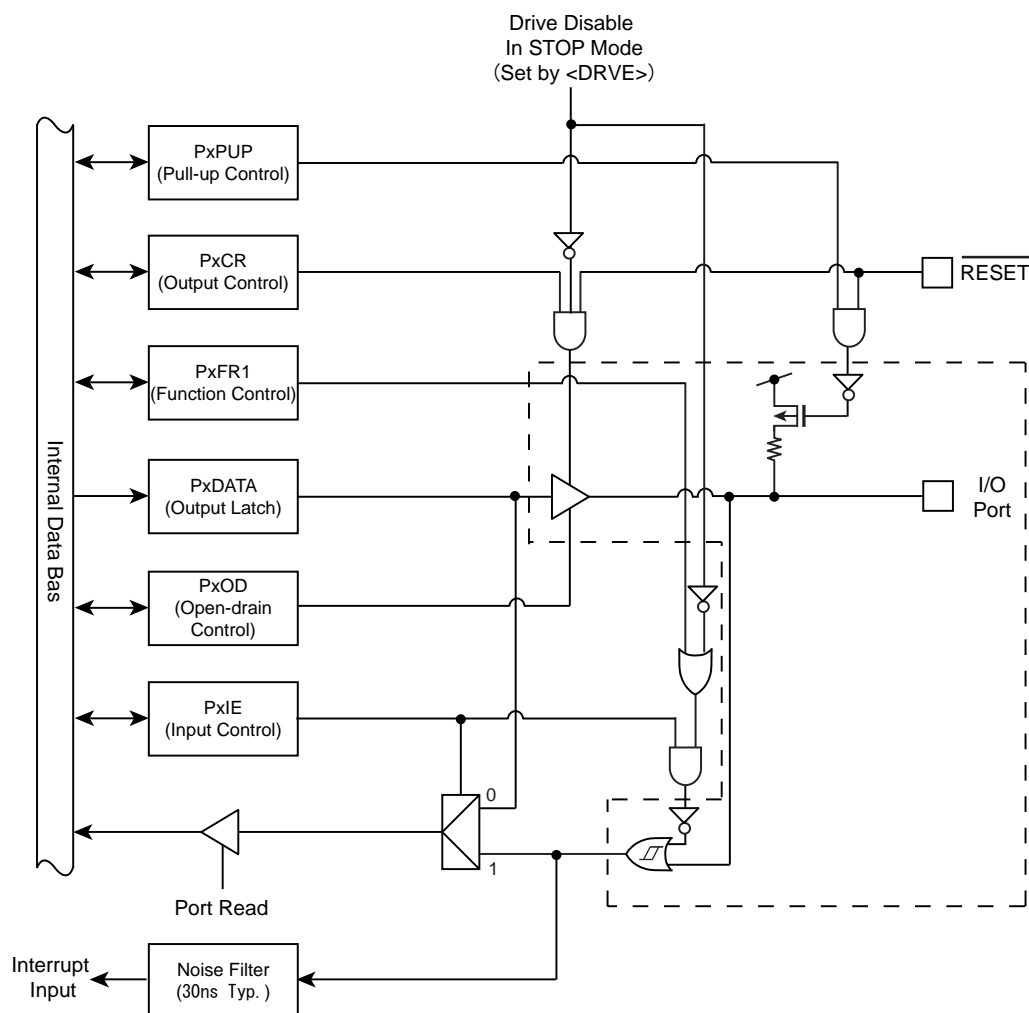 Drive Disable
In STOP Mode
(Set by <DRVE>)
PxPUP
(Pull-up Control)
PxCR
(Output Control)
RESET
PxFR1
(Function Control)
Internal Data Bas
PxDATA
(Output Latch)
I/O
Port
PxOD
(Open-drain
Control)
PxIE
(Input Control)
0
1
Port Read
Interrupt
Input
Noise Filter
(30ns Typ.)